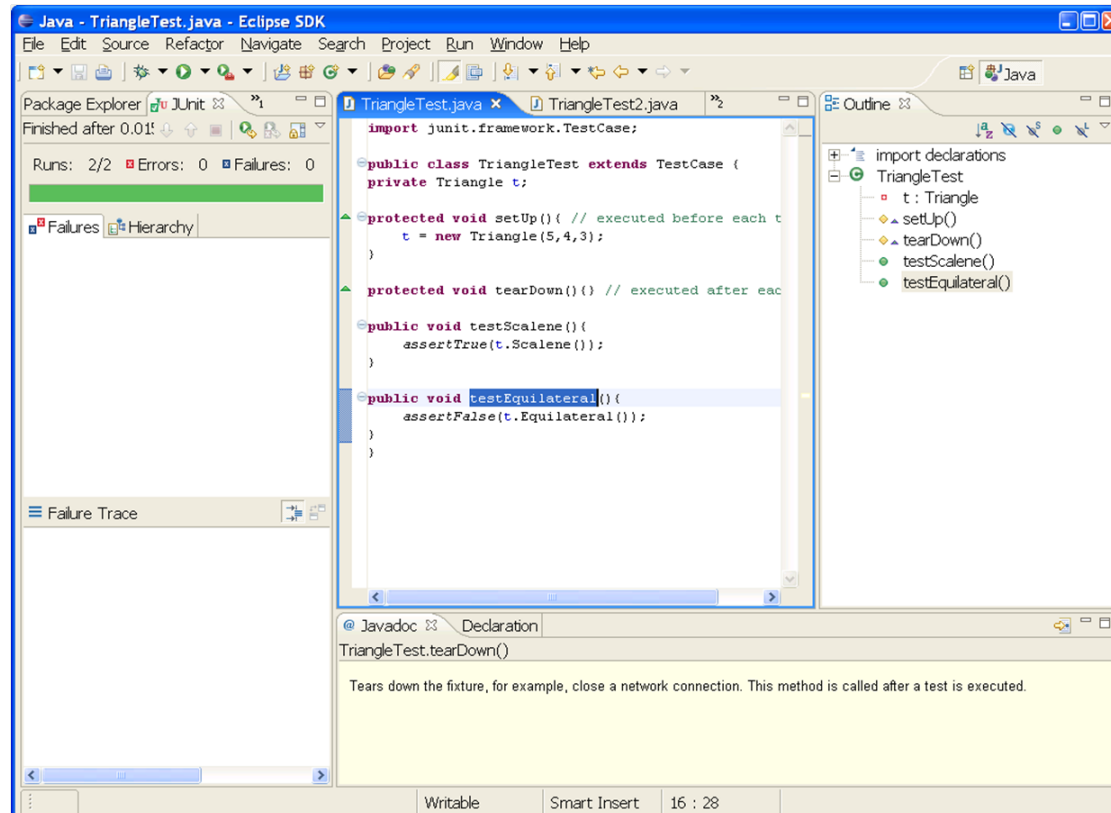 Java - TriangleTest.java - Eclipse SDK
File Edit Source Refactor Navigate Search Project Run Window Help
Java
Package Explorer JUnit »1
Finished after 0.01
Runs: 2/2 Errors: 0 Failures: 0
Failures Hierarchy
Failure Trace
TriangleTest.java TriangleTest2.java »2
import junit.framework.TestCase;
public class TriangleTest extends TestCase {
private Triangle t;
protected void setUp(){ // executed before each t
t = new Triangle(5,4,3);
}
protected void tearDown(){} // executed after eac
public void testScalene(){
assertTrue(t.Scalene());
}
public void testEquilateral(){
assertFalse(t.Equilateral());
}
}
Outline
import declarations
TriangleTest
t : Triangle
setUp()
tearDown()
testScalene()
testEquilateral()
@ Javadoc Declaration
TriangleTest.tearDown()
Tears down the fixture, for example, close a network connection. This method is called after a test is executed.
Writable Smart Insert 16 : 28